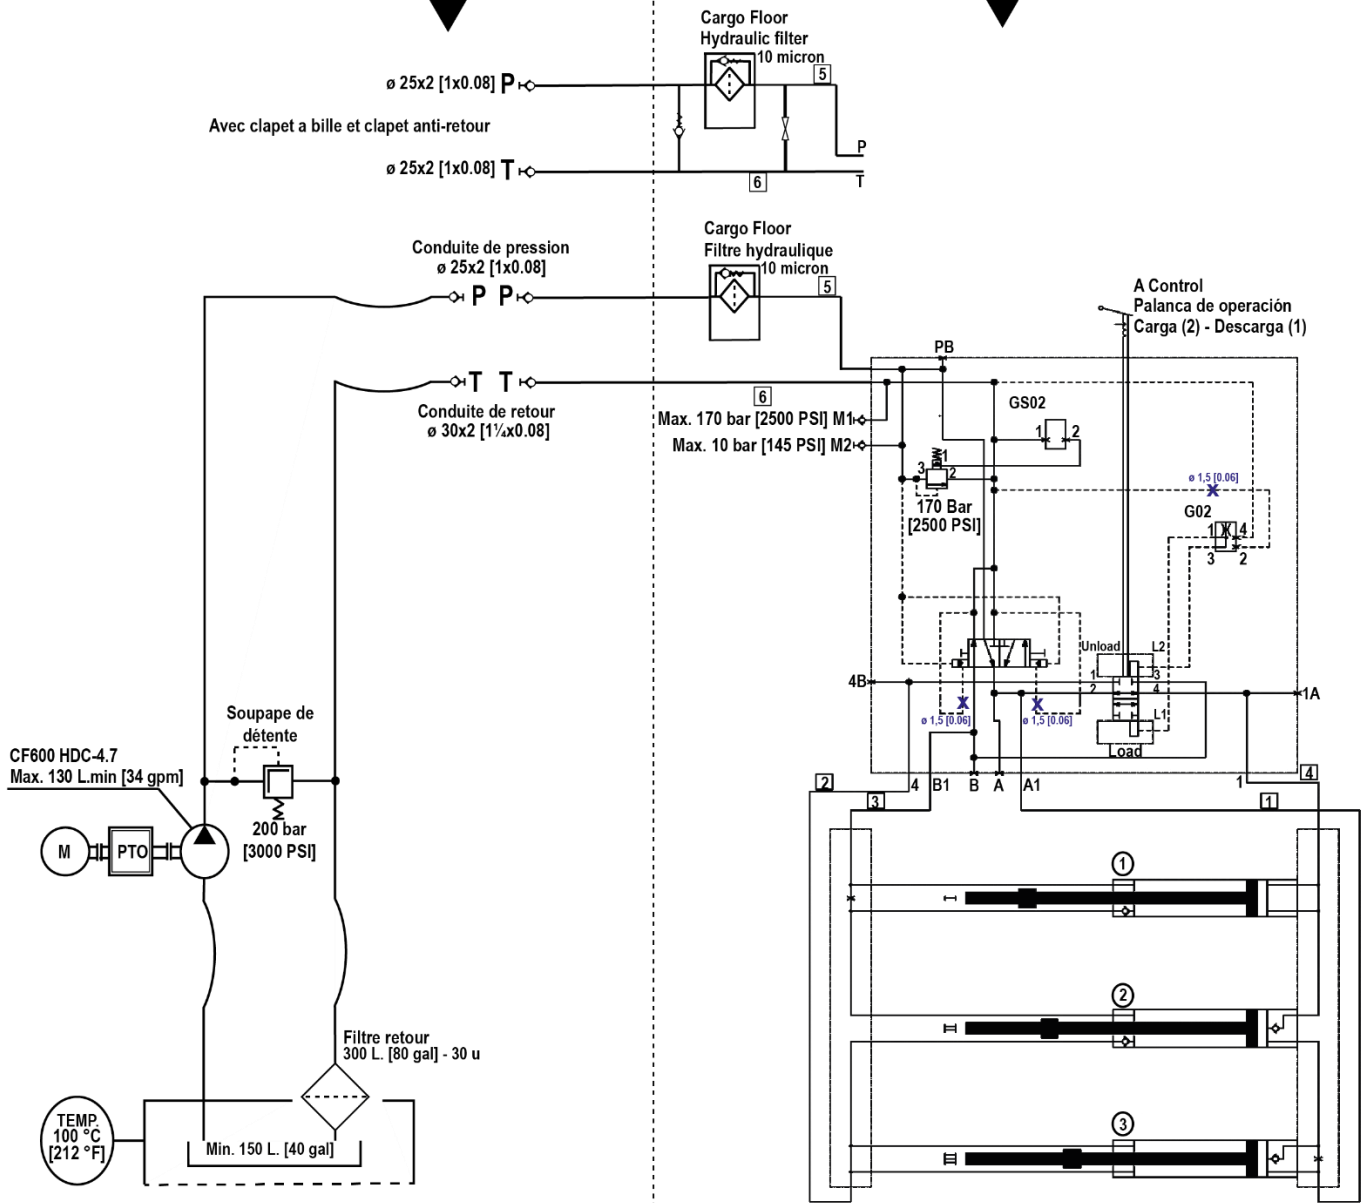 Cargo Floor
Hydraulic filter
10 micron
5
ø 25x2 [1x0.08] P
Avec clapet a bille et clapet anti-retour
P
ø 25x2 [1x0.08] T
6
T
Cargo Floor
Filtre hydraulique
10 micron
5
Conduite de pression
ø 25x2 [1x0.08]
P P
A Control
Palanca de operación
Carga (2) - Descarga (1)
PB
T T
6
Conduite de retour
ø 30x2 [1¼x0.08]
Max. 170 bar [2500 PSI] M1
Max. 10 bar [145 PSI] M2
GS02
1 2
1
3 2
170 Bar
[2500 PSI]
ø 1,5 [0.06]
G02
1 4
3 2
Unload L2
1 3
2 4
4B
1A
ø 1,5 [0.06]
ø 1,5 [0.06]
L1
Load
2
4 B1 B A A1
1
4
3
1
Soupape de
détente
CF600 HDC-4.7
Max. 130 L.min [34 gpm]
200 bar
[3000 PSI]
M
PTO
1
2
3
Filtre retour
300 L. [80 gal] - 30 u
TEMP.
100 °C
[212 °F]
Min. 150 L. [40 gal]